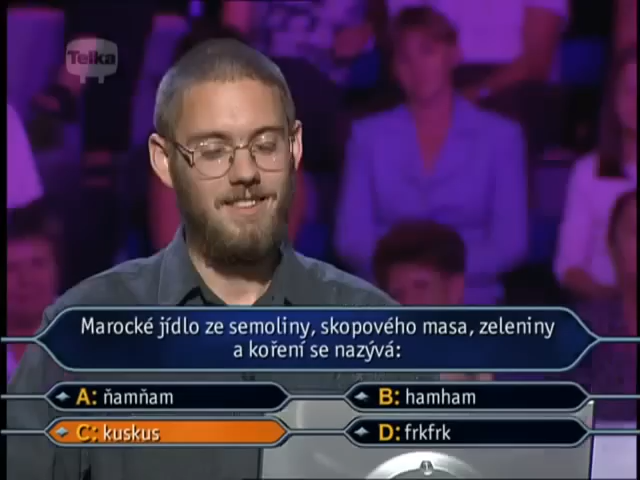 Telka
Marocké jídlo ze semoliny, skopového masa, zeleniny
a koření se nazývá:
A: ňamňam
B: hamham
C: kuskus
D: frkfrk